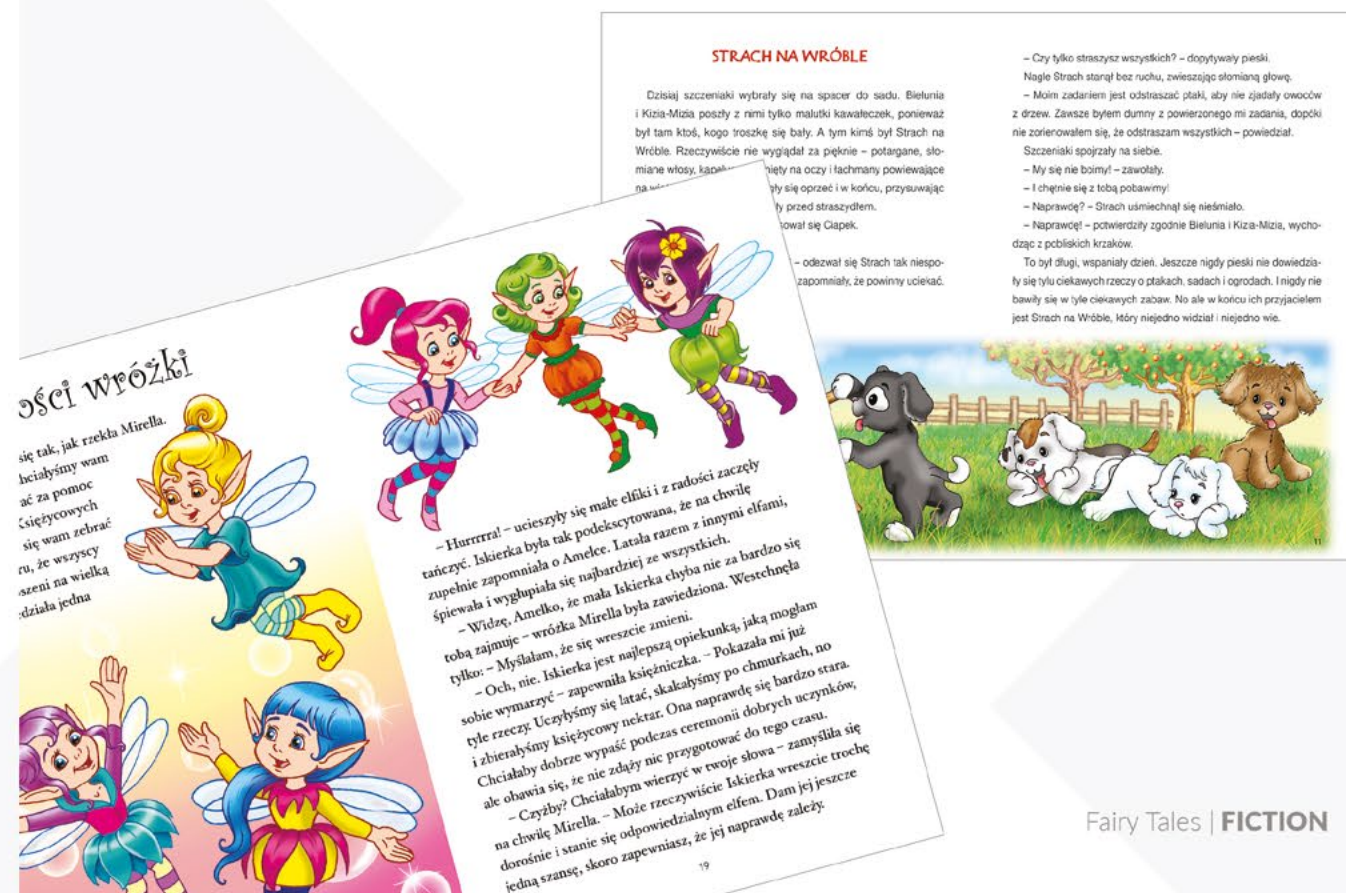 STRACH NA WRÓBLE
Dzisiaj szczeniaki wybrały się na spacer do sadu. Bielunia
i Kizia-Mizia poszły z nimi tylko malutki kawałeczek, ponieważ
był tam ktoś, kogo troszkę się bały. A tym kimś był Strach na
Wróble. Rzeczywiście nie wyglądał za pięknie – potargane, sło-
miane włosy, nięty na oczy i łachmany powiewające
na ły się oprzeć i w końcu, przysuwając
ły przed straszydłem.
sował się Ciapek.
– odezwał się Strach tak niespo-
zapomniały, że powinny uciekać.
– Czy tylko straszysz wszystkich? – dopytywały pieski.
Nagle Strach stanął bez ruchu, zwieszając słomianą głowę.
– Moim zadaniem jest odstraszać ptaki, aby nie zjadały owoców
z drzew. Zawsze byłem dumny z powierzonego mi zadania, dopóki
nie zorientowałem się, że odstraszam wszystkich – powiedział.
Szczeniaki spojrzały na siebie.
– My się nie boimy! – zawołały.
– I chętnie się z tobą pobawimy!
– Naprawdę? – Strach uśmiechnął się nieśmiało.
– Naprawdę! – potwierdziły zgodnie Bielunia i Kizia-Mizia, wycho-
dząc z pobliskich krzaków.
To był długi, wspaniały dzień. Jeszcze nigdy pieski nie dowiedzia-
ły się tylu ciekawych rzeczy o ptakach, sadach i ogrodach. I nigdy nie
bawiły się w tyle ciekawych zabaw. No ale w końcu ich przyjacielem
jest Strach na Wróble, który niejedno widział i niejedno wie.
11
ości wróżki
się tak, jak rzekła Mirella.
hciałyśmy wam
ać za pomoc
siężycowych
się wam zebrać
ru, że wszyscy
szeni na wielką
działa jedna
– Hurrrrra! – ucieszyły się małe elfiki i z radości zaczęły
tańczyć. Iskierka była tak podekscytowana, że na chwilę
zupełnie zapomniała o Amelce. Latała razem z innymi elfami,
śpiewała i wygłupiała się najbardziej ze wszystkich.
– Widzę, Amelko, że mała Iskierka chyba nie za bardzo się
tobą zajmuje – wróżka Mirella była zawiedziona. Westchnęła
tylko: – Myślałam, że się wreszcie zmieni.
– Och, nie. Iskierka jest najlepszą opiekunką, jaką mogłam
sobie wymarzyć – zapewniła księżniczka. – Pokazała mi już
tyle rzeczy. Uczyłyśmy się latać, skakałyśmy po chmurkach, no
i zbierałyśmy księżycowy nektar. Ona naprawdę się bardzo stara.
Chciałaby dobrze wypaść podczas ceremonii dobrych uczynków,
ale obawia się, że nie zdąży nic przygotować do tego czasu.
– Czyżby? Chciałabym wierzyć w twoje słowa – zamyśliła się
na chwilę Mirella. – Może rzeczywiście Iskierka wreszcie trochę
dorośnie i stanie się odpowiedzialnym elfem. Dam jej jeszcze
jedną szansę, skoro zapewniasz, że jej naprawdę zależy.
19
Fairy Tales | FICTION